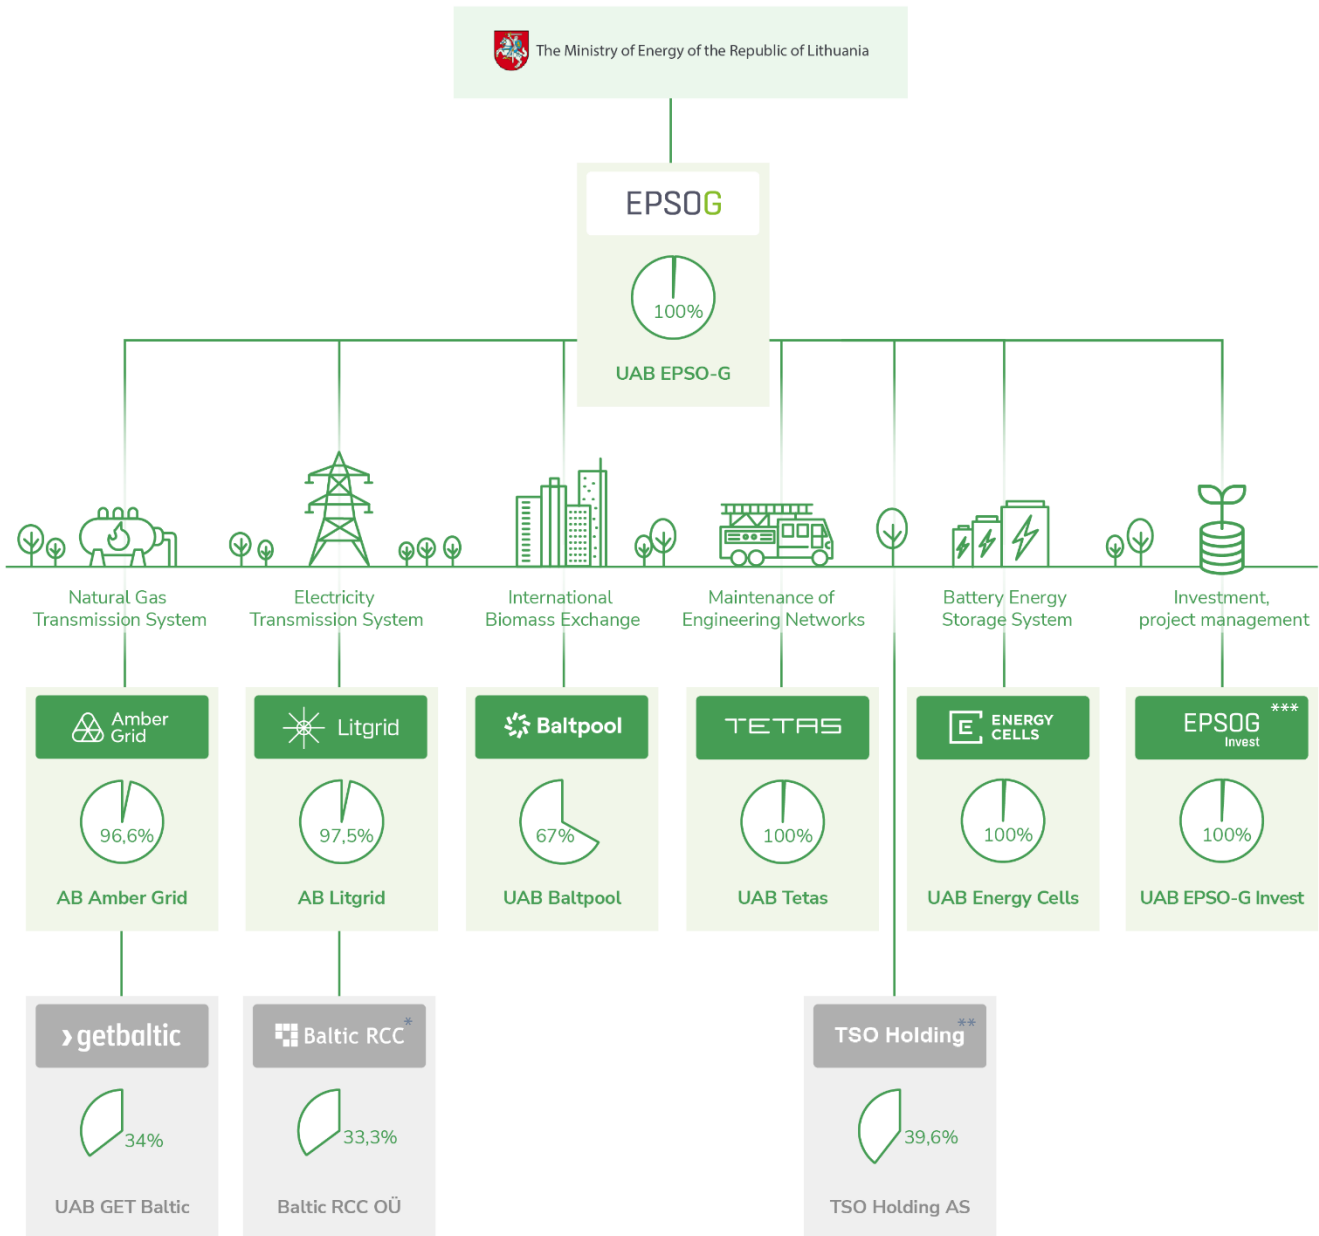 The Ministry of Energy of the Republic of Lithuania
EPSOG
100%
UAB EPSO-G
Natural Gas
Transmission System
Electricity
Transmission System
International
Biomass Exchange
Maintenance of
Engineering Networks
Battery Energy
Storage System
Investment,
project management
Amber
Grid
96,6%
AB Amber Grid
Litgrid
97,5%
AB Litgrid
Baltpool
67%
UAB Baltpool
TETAS
100%
UAB Tetas
E
ENERGY
CELLS
100%
UAB Energy Cells
EPSOG ***
Invest
100%
UAB EPSO-G Invest
getbaltic
34%
UAB GET Baltic
Baltic RCC *
33,3%
Baltic RCC OÜ
TSO Holding **
39,6%
TSO Holding AS